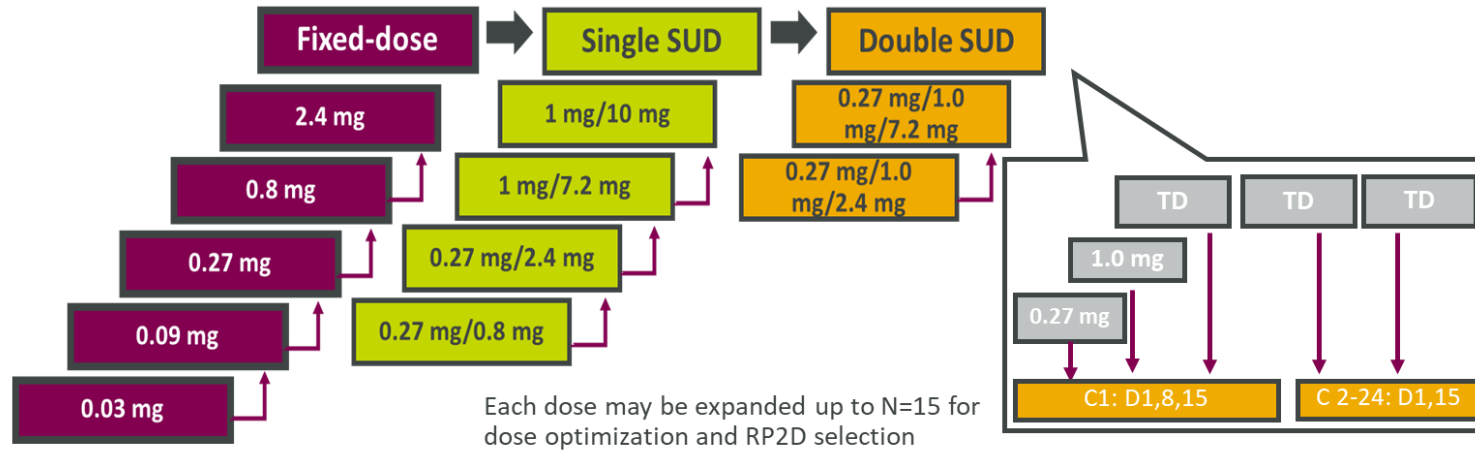 Fixed-dose
Single SUD
Double SUD
2.4 mg
0.8 mg
0.27 mg
0.09 mg
0.03 mg
1 mg/10 mg
1 mg/7.2 mg
0.27 mg/2.4 mg
0.27 mg/0.8 mg
0.27 mg/1.0
mg/7.2 mg
0.27 mg/1.0
mg/2.4 mg
TD
TD
TD
1.0 mg
0.27 mg
C1: D1,8,15
C 2-24: D1,15
Each dose may be expanded up to N=15 for
dose optimization and RP2D selection